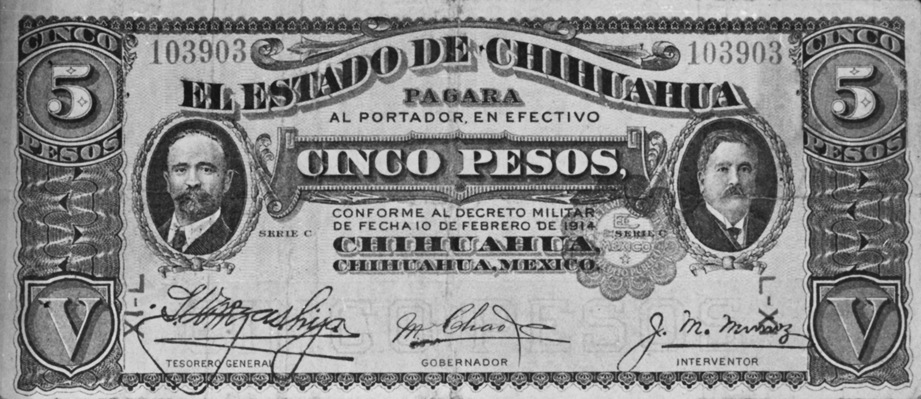 CINCO 5 PESOS
CINCO 5 PESOS
103903
103903
EL ESTADO DE CHIHUAHUA
PAGARA
AL PORTADOR, EN EFECTIVO
CINCO PESOS,
CONFORME AL DECRETO MILITAR
DE FECHA 10 DE FEBRERO DE 1914
SERIE C
SERIE C
CHIHUAHUA,
CHIHUAHUA, MEXICO.
V
V
M. Chao
J. M. Muñoz
TESORERO GENERAL
GOBERNADOR
INTERVENTOR